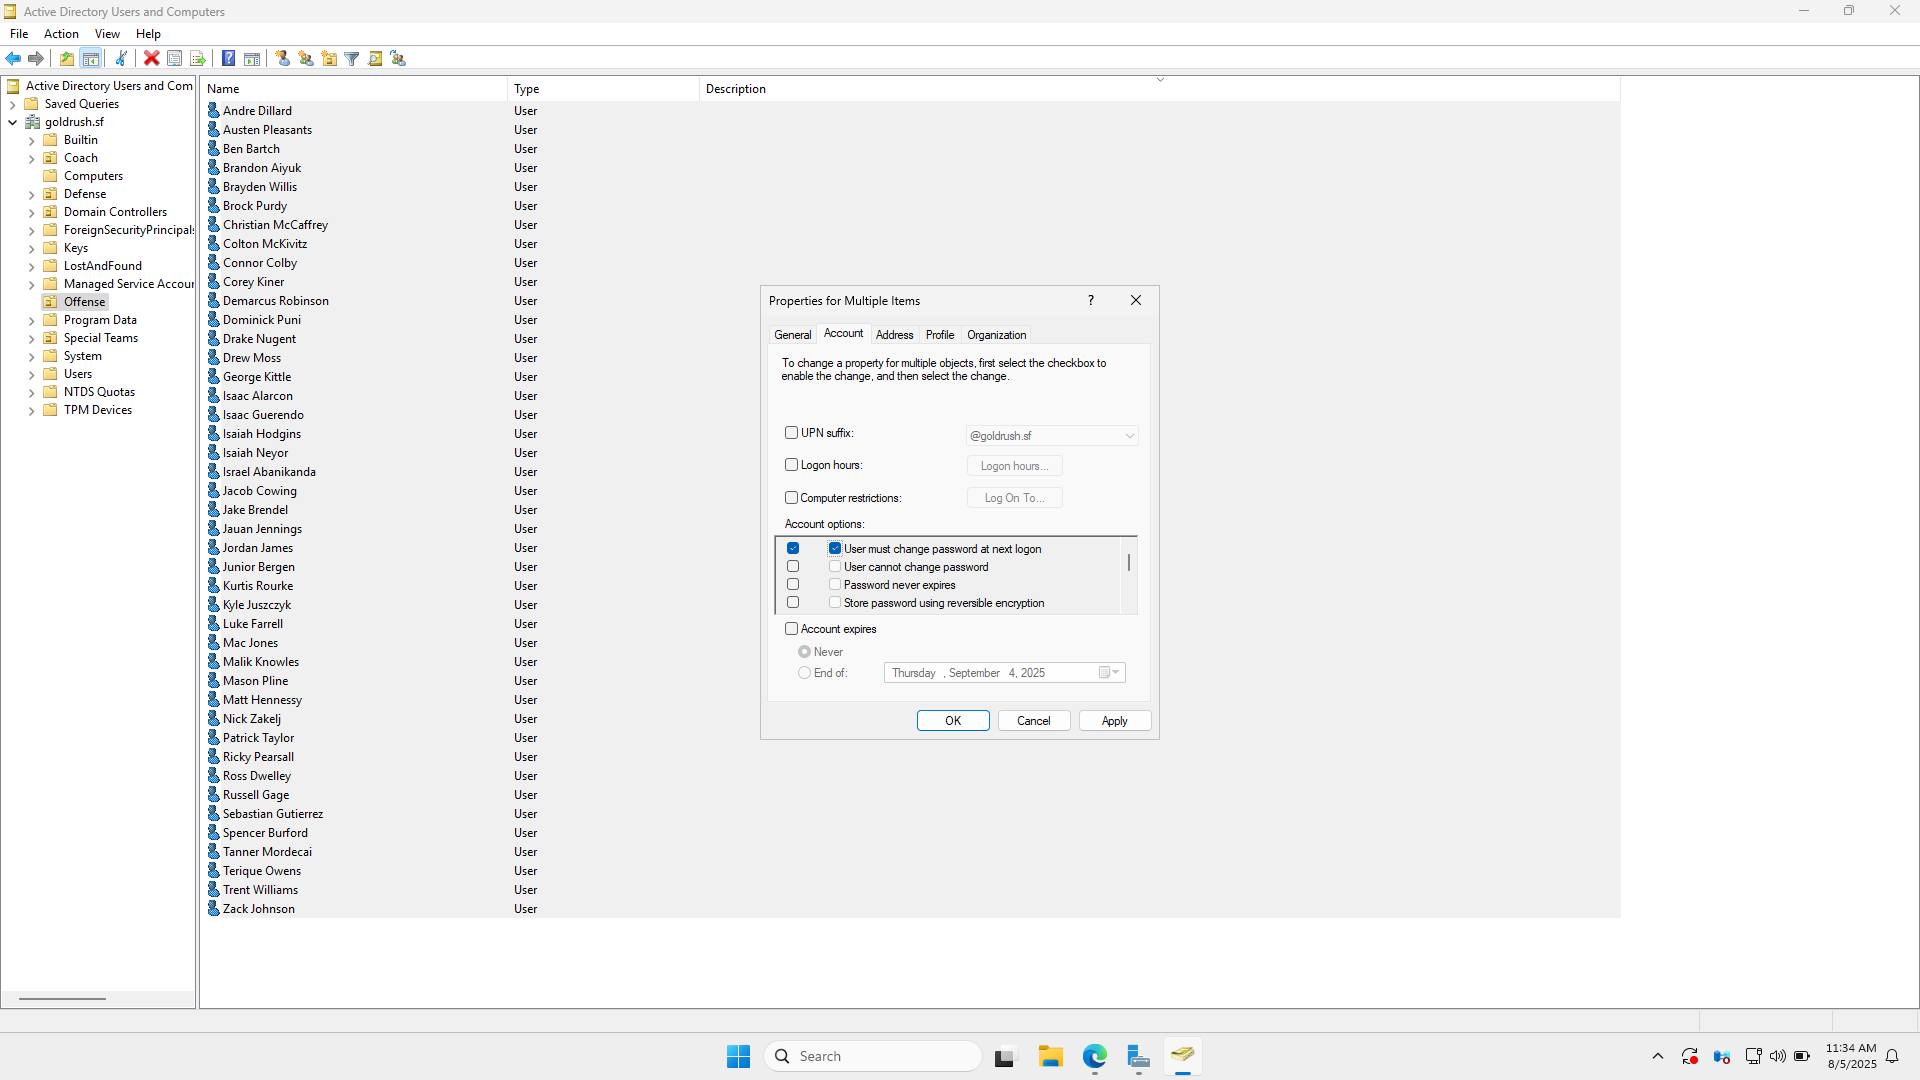 Active Directory Users and Computers
File Action View Help
Active Directory Users and Com
Saved Queries
goldrush.sf
Builtin
Coach
Computers
Defense
Domain Controllers
ForeignSecurityPrincipals
Keys
LostAndFound
Managed Service Accoun
Offense
Program Data
Special Teams
System
Users
NTDS Quotas
TPM Devices
Name Type Description
Andre Dillard User
Austen Pleasants User
Ben Bartch User
Brandon Aiyuk User
Brayden Willis User
Brock Purdy User
Christian McCaffrey User
Colton McKivitz User
Connor Colby User
Corey Kiner User
Demarcus Robinson User
Dominick Puni User
Drake Nugent User
Drew Moss User
George Kittle User
Isaac Alarcon User
Isaac Guerendo User
Isaiah Hodgins User
Isaiah Neyor User
Israel Abanikanda User
Jacob Cowing User
Jake Brendel User
Jauan Jennings User
Jordan James User
Junior Bergen User
Kurtis Rourke User
Kyle Juszczyk User
Luke Farrell User
Mac Jones User
Malik Knowles User
Mason Pline User
Matt Hennessy User
Nick Zakelj User
Patrick Taylor User
Ricky Pearsall User
Ross Dwelley User
Russell Gage User
Sebastian Gutierrez User
Spencer Burford User
Tanner Mordecai User
Terique Owens User
Trent Williams User
Zack Johnson User
Properties for Multiple Items ?
General Account Address Profile Organization
To change a property for multiple objects, first select the checkbox to
enable the change, and then select the change.
UPN suffix: @goldrush.sf
Logon hours: Logon hours...
Computer restrictions: Log On To...
Account options:
User must change password at next logon
User cannot change password
Password never expires
Store password using reversible encryption
Account expires
Never
End of: Thursday , September 4, 2025
OK Cancel Apply
Search
11:34 AM
8/5/2025